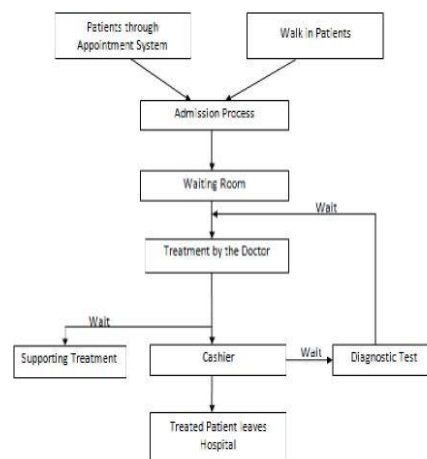 Patients through
Appointment System
Walk in Patients
Admission Process
Waiting Room
Wait
Treatment by the Doctor
Wait
Supporting Treatment
Cashier
Wait
Diagnostic Test
Treated Patient leaves
Hospital